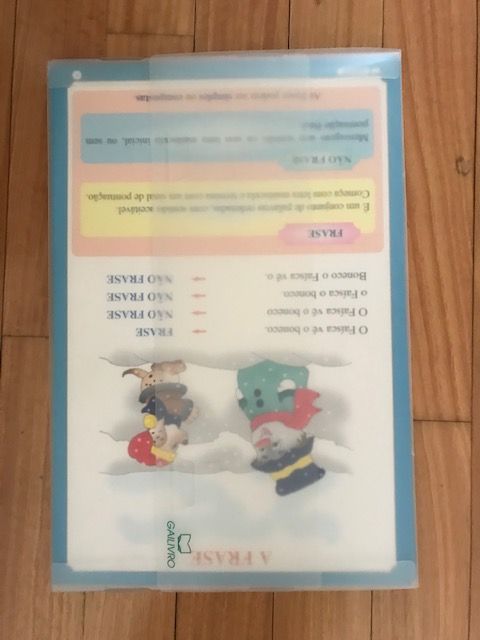 A FRASE
GAILIVRO
O Faísca vê o boneco. → FRASE
O Faísca vê o boneco → NÃO FRASE
o Faísca o boneco. → NÃO FRASE
Boneco o Faísca vê o. → NÃO FRASE
FRASE
É um conjunto de palavras ordenadas, com sentido aceitável.
Começa com letra maiúscula e termina com um sinal de pontuação.
NÃO FRASE
Mensagem sem sentido ou sem letra maiúscula inicial, ou sem
pontuação final.
As frases podem ser simples ou complexas.